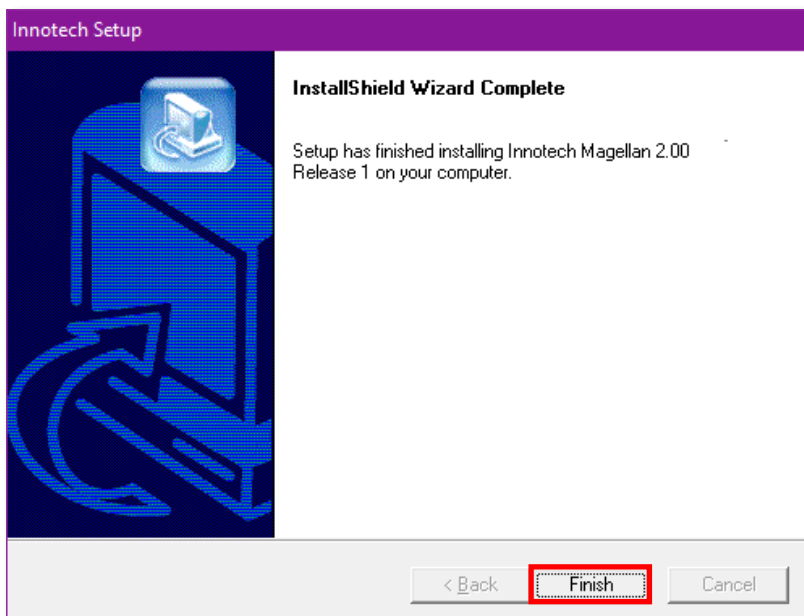 Innotech Setup
InstallShield Wizard Complete
Setup has finished installing Innotech Magellan 2.00
Release 1 on your computer.
< Back Finish Cancel